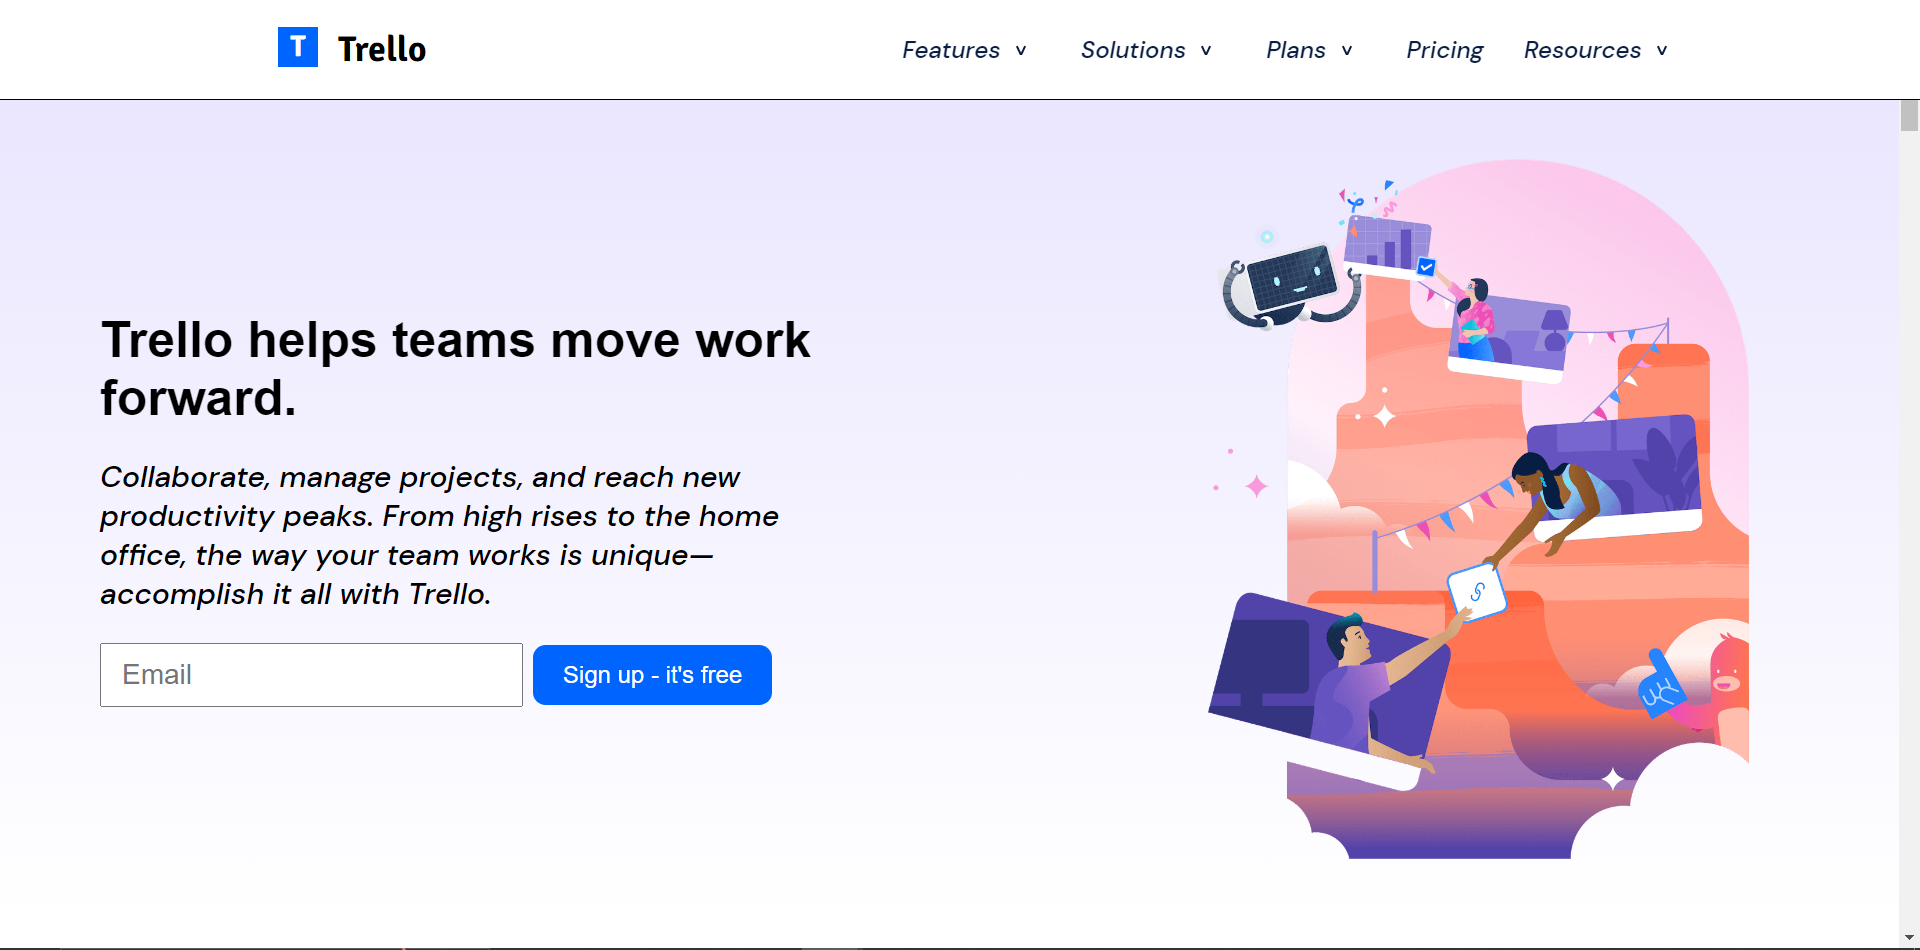 T Trello
Features v Solutions v Plans v Pricing Resources v
Trello helps teams move work
forward.
Collaborate, manage projects, and reach new
productivity peaks. From high rises to the home
office, the way your team works is unique—
accomplish it all with Trello.
Email
Sign up - it's free